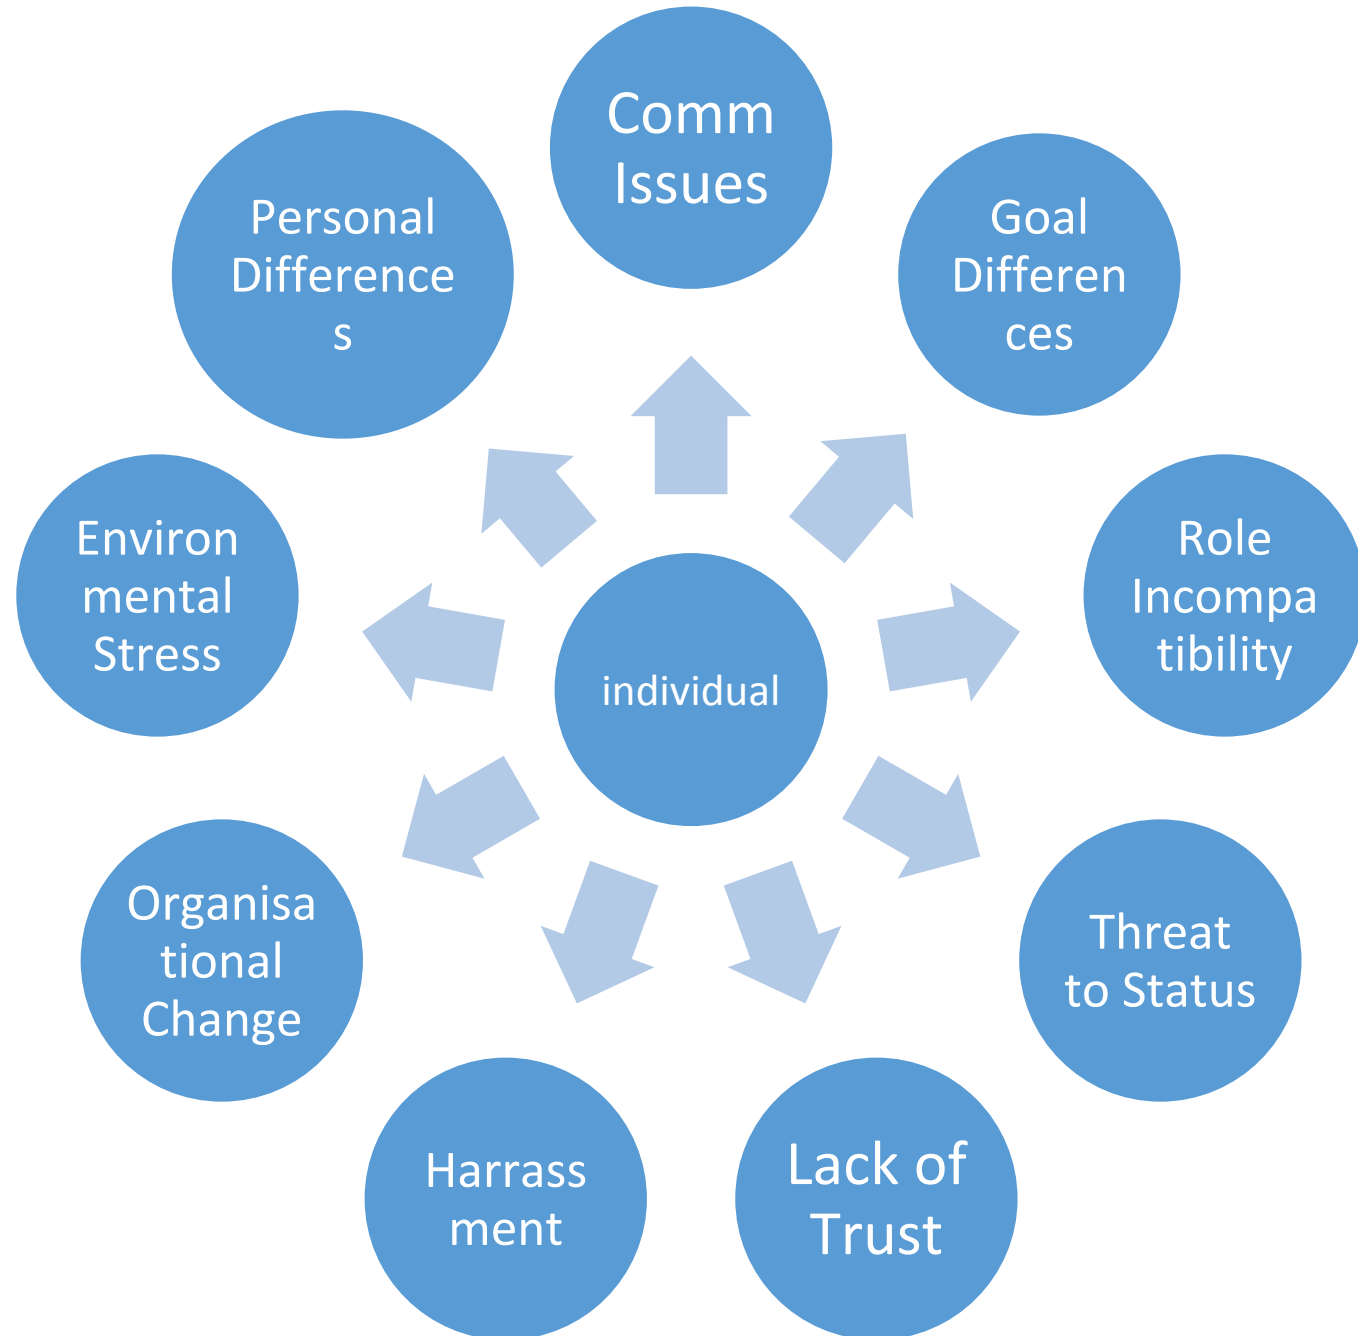 Comm
Issues
Goal
Differen
ces
Role
Incompa
tibility
Threat
to Status
Lack of
Trust
Harrass
ment
Organisa
tional
Change
Environ
mental
Stress
Personal
Difference
s
individual